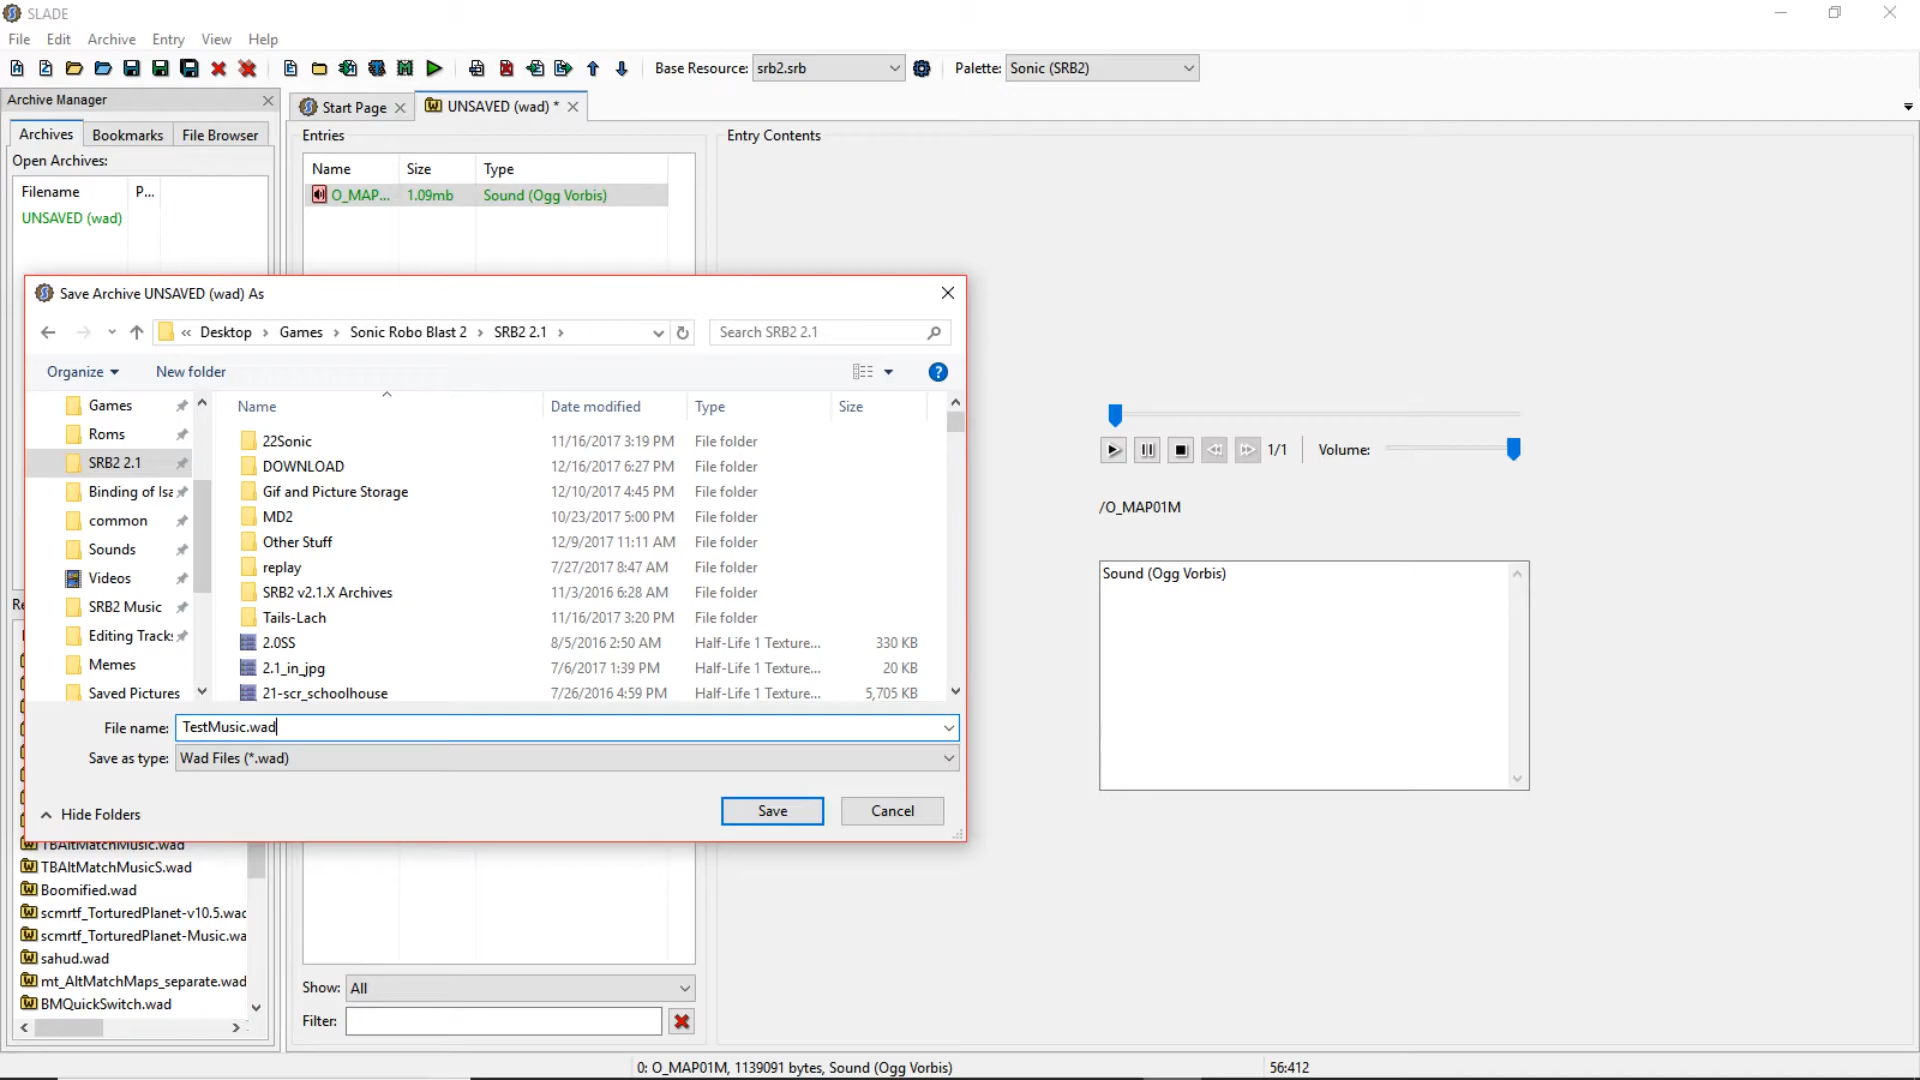 SLADE
File Edit Archive Entry View Help
Base Resource: srb2.srb Palette: Sonic (SRB2)
Archive Manager
Start Page UNSAVED (wad) *
Archives Bookmarks File Browser
Open Archives:
Filename P...
UNSAVED (wad)
Entries
Name Size Type
O_MAP... 1.09mb Sound (Ogg Vorbis)
Entry Contents
Save Archive UNSAVED (wad) As
« Desktop › Games › Sonic Robo Blast 2 › SRB2 2.1 ›
Search SRB2 2.1
Organize New folder
Games
Roms
SRB2 2.1
Binding of Isa
common
Sounds
Videos
SRB2 Music
Editing Track
Memes
Saved Pictures
Name Date modified Type Size
22Sonic 11/16/2017 3:19 PM File folder
DOWNLOAD 12/16/2017 6:27 PM File folder
Gif and Picture Storage 12/10/2017 4:45 PM File folder
MD2 10/23/2017 5:00 PM File folder
Other Stuff 12/9/2017 11:11 AM File folder
replay 7/27/2017 8:47 AM File folder
SRB2 v2.1.X Archives 11/3/2016 6:28 AM File folder
Tails-Lach 11/16/2017 3:20 PM File folder
2.0SS 8/5/2016 2:50 AM Half-Life 1 Texture... 330 KB
2.1_in_jpg 7/6/2017 1:39 PM Half-Life 1 Texture... 20 KB
21-scr_schoolhouse 7/26/2016 4:59 PM Half-Life 1 Texture... 5,705 KB
File name: TestMusic.wad
Save as type: Wad Files (*.wad)
Hide Folders
Save Cancel
1/1 Volume:
/O_MAP01M
Sound (Ogg Vorbis)
TBAltMatchMusic.wad
TBAltMatchMusicS.wad
Boomified.wad
scmrtf_TorturedPlanet-v10.5.wad
scmrtf_TorturedPlanet-Music.wa
sahud.wad
mt_AltMatchMaps_separate.wad
BMQuickSwitch.wad
Show: All
Filter:
0: O_MAP01M, 1139091 bytes, Sound (Ogg Vorbis) 56:412